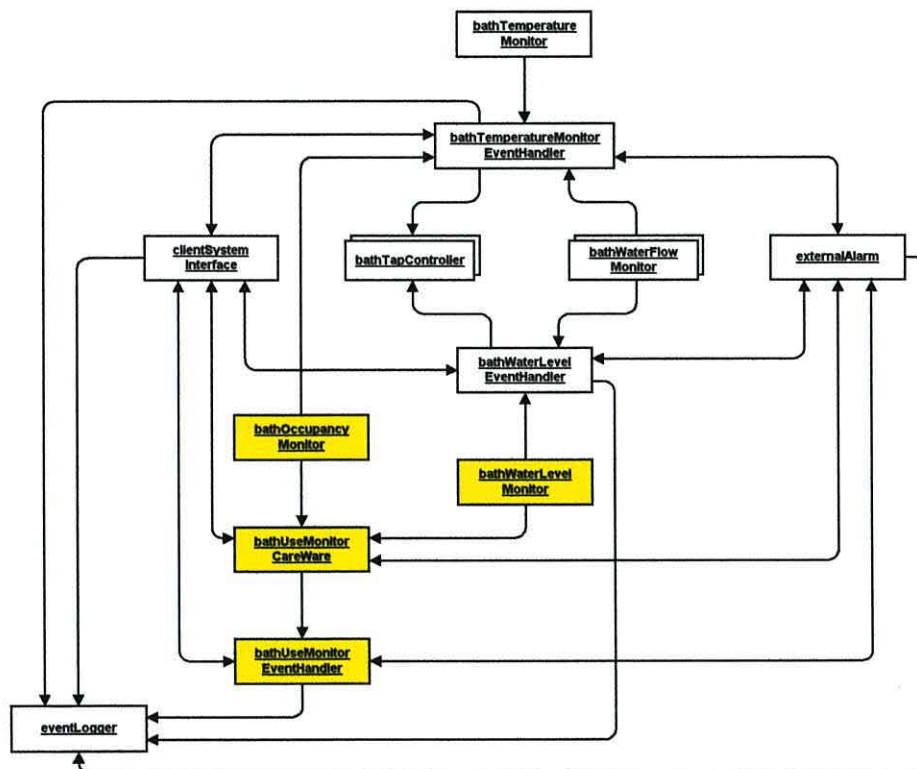 bathTemperature
Monitor
bathTemperatureMonitor
EventHandler
clientSystem
Interface
bathTapController
bathWaterFlow
Monitor
externalAlarm
bathWaterLevel
EventHandler
bathOccupancy
Monitor
bathWaterLevel
Monitor
bathUseMonitor
CareWare
bathUseMonitor
EventHandler
eventLogger